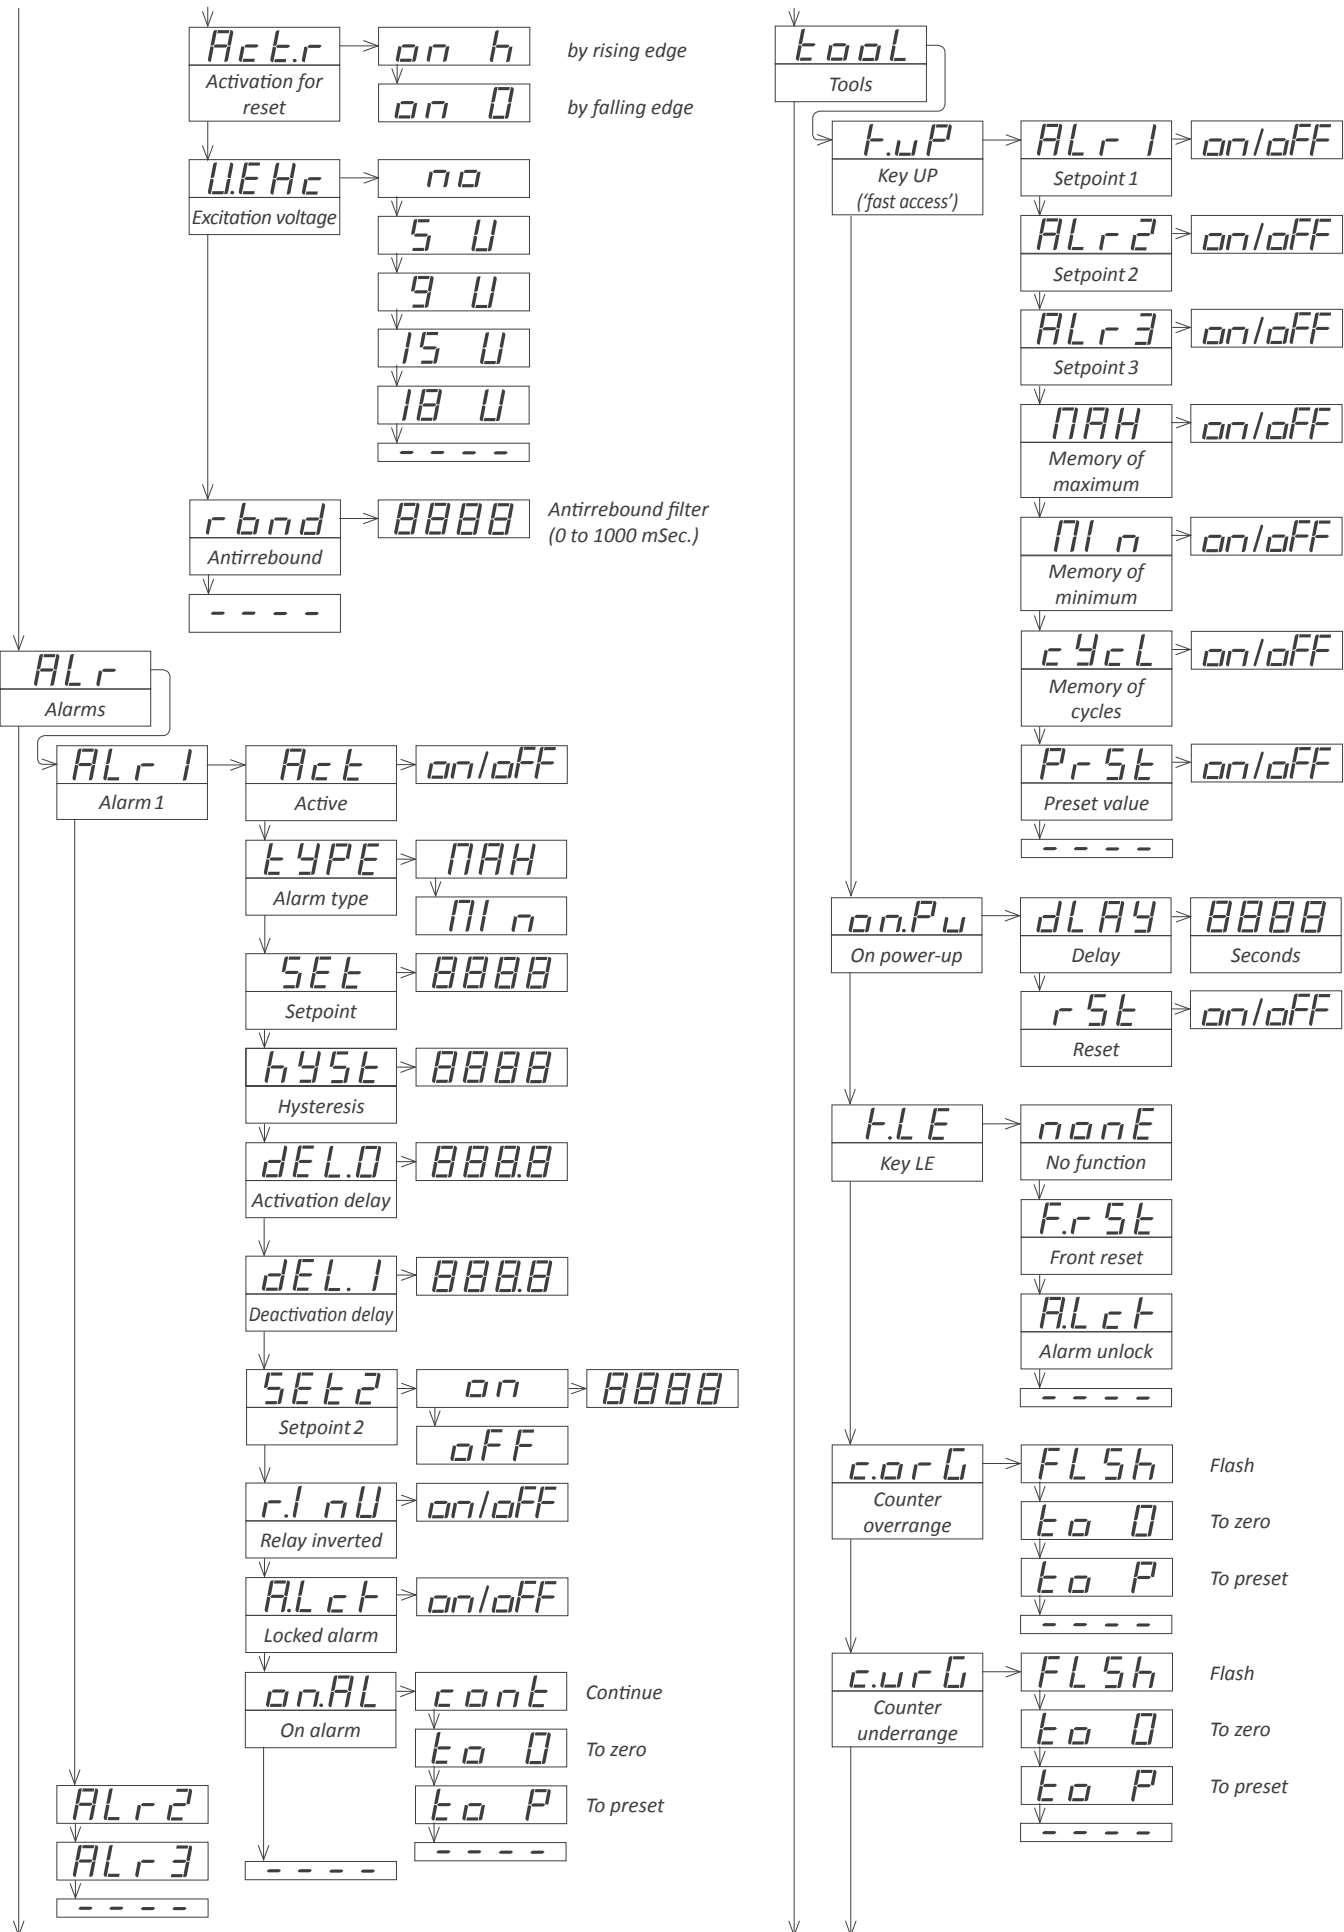 Act.r
on h
by rising edge
Activation for
reset
on 0
by falling edge
V.EHc
no
Excitation voltage
5 V
9 V
15 V
18 V
- - - -
rbnd
8888
Antirrebound filter
(0 to 1000 mSec.)
Antirrebound
- - - -
ALr
Alarms
ALr1
Act
on/oFF
Alarm 1
Active
tYPE
MAH
Alarm type
MIn
SEt
8888
Setpoint
hYSt
8888
Hysteresis
dEL.0
888.8
Activation delay
dEL.1
888.8
Deactivation delay
SEt2
on
8888
Setpoint 2
oFF
r.InV
on/oFF
Relay inverted
A.Lck
on/oFF
Locked alarm
on.AL
cont
Continue
On alarm
to 0
To zero
to P
To preset
- - - -
- - - -
ALr2
ALr3
- - - -
tooL
Tools
k.uP
ALr1
on/oFF
Key UP
('fast access')
Setpoint 1
ALr2
on/oFF
Setpoint 2
ALr3
on/oFF
Setpoint 3
MAH
on/oFF
Memory of
maximum
MIn
on/oFF
Memory of
minimum
cYcL
on/oFF
Memory of
cycles
PrSt
on/oFF
Preset value
- - - -
on.Pu
dLAY
8888
On power-up
Delay
Seconds
rSt
on/oFF
Reset
k.LE
nonE
Key LE
No function
F.rSt
Front reset
A.Lck
Alarm unlock
- - - -
c.orG
FLSh
Flash
Counter
overrange
to 0
To zero
to P
To preset
- - - -
c.urG
FLSh
Flash
Counter
underrange
to 0
To zero
to P
To preset
- - - -